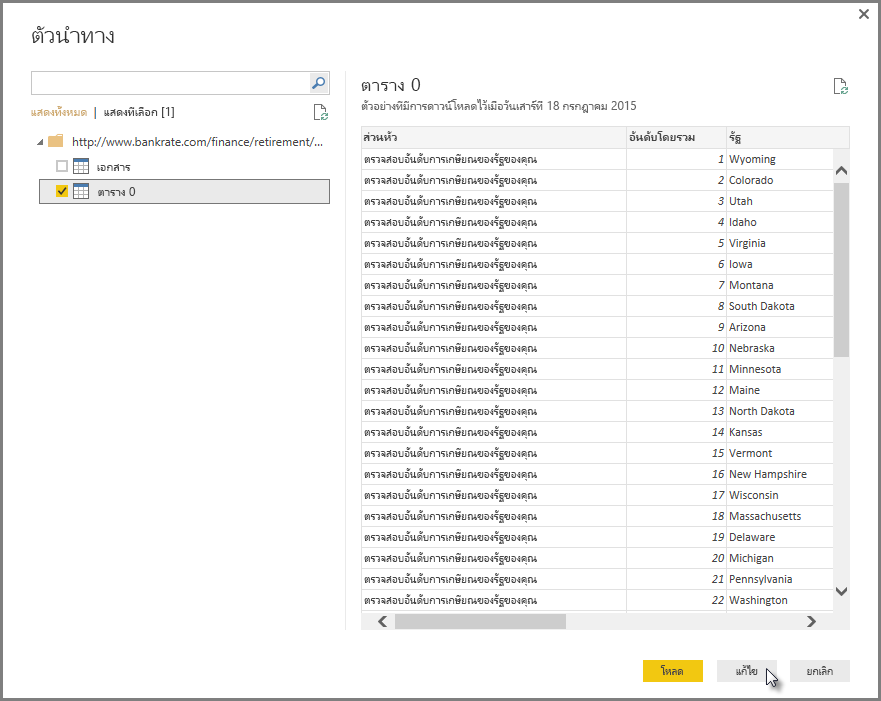 ตัวนำทาง
แสดงทั้งหมด | แสดงที่เลือก [1]
http://www.bankrate.com/finance/retirement/...
เอกสาร
ตาราง 0
ตาราง 0
ตัวอย่างที่มีการดาวน์โหลดไว้เมื่อวันเสาร์ที่ 18 กรกฎาคม 2015
ส่วนหัว อันดับโดยรวม รัฐ
ตรวจสอบอันดับการเกษียณของรัฐของคุณ 1 Wyoming
ตรวจสอบอันดับการเกษียณของรัฐของคุณ 2 Colorado
ตรวจสอบอันดับการเกษียณของรัฐของคุณ 3 Utah
ตรวจสอบอันดับการเกษียณของรัฐของคุณ 4 Idaho
ตรวจสอบอันดับการเกษียณของรัฐของคุณ 5 Virginia
ตรวจสอบอันดับการเกษียณของรัฐของคุณ 6 Iowa
ตรวจสอบอันดับการเกษียณของรัฐของคุณ 7 Montana
ตรวจสอบอันดับการเกษียณของรัฐของคุณ 8 South Dakota
ตรวจสอบอันดับการเกษียณของรัฐของคุณ 9 Arizona
ตรวจสอบอันดับการเกษียณของรัฐของคุณ 10 Nebraska
ตรวจสอบอันดับการเกษียณของรัฐของคุณ 11 Minnesota
ตรวจสอบอันดับการเกษียณของรัฐของคุณ 12 Maine
ตรวจสอบอันดับการเกษียณของรัฐของคุณ 13 North Dakota
ตรวจสอบอันดับการเกษียณของรัฐของคุณ 14 Kansas
ตรวจสอบอันดับการเกษียณของรัฐของคุณ 15 Vermont
ตรวจสอบอันดับการเกษียณของรัฐของคุณ 16 New Hampshire
ตรวจสอบอันดับการเกษียณของรัฐของคุณ 17 Wisconsin
ตรวจสอบอันดับการเกษียณของรัฐของคุณ 18 Massachusetts
ตรวจสอบอันดับการเกษียณของรัฐของคุณ 19 Delaware
ตรวจสอบอันดับการเกษียณของรัฐของคุณ 20 Michigan
ตรวจสอบอันดับการเกษียณของรัฐของคุณ 21 Pennsylvania
ตรวจสอบอันดับการเกษียณของรัฐของคุณ 22 Washington
โหลด แก้ไข ยกเลิก